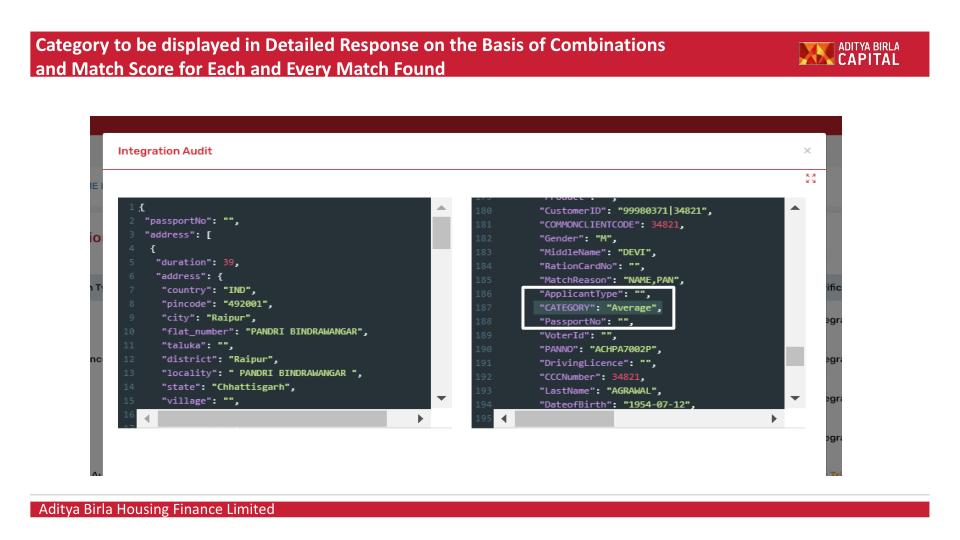 Category to be displayed in Detailed Response on the Basis of Combinations
and Match Score for Each and Every Match Found
ADITYA BIRLA
CAPITAL
Integration Audit
×
1 {
2 "passportNo": "",
3 "address": [
4 {
5 "duration": 39,
6 "address": {
7 "country": "IND",
8 "pincode": "492001",
9 "city": "Raipur",
10 "flat_number": "PANDRI BINDRAWANGAR",
11 "taluka": "",
12 "district": "Raipur",
13 "locality": " PANDRI BINDRAWANGAR ",
14 "state": "Chhattisgarh",
15 "village": "",
16
180 "CustomerID": "99980371|34821",
181 "COMMONCLIENTCODE": 34821,
182 "Gender": "M",
183 "MiddleName": "DEVI",
184 "RationCardNo": "",
185 "MatchReason": "NAME,PAN",
186 "ApplicantType": "",
187 "CATEGORY": "Average",
188 "PassportNo": "",
189 "VoterId": "",
190 "PANNO": "ACHPA7002P",
191 "DrivingLicence": "",
192 "CCCNumber": 34821,
193 "LastName": "AGRAWAL",
194 "DateofBirth": "1954-07-12",
195
Aditya Birla Housing Finance Limited